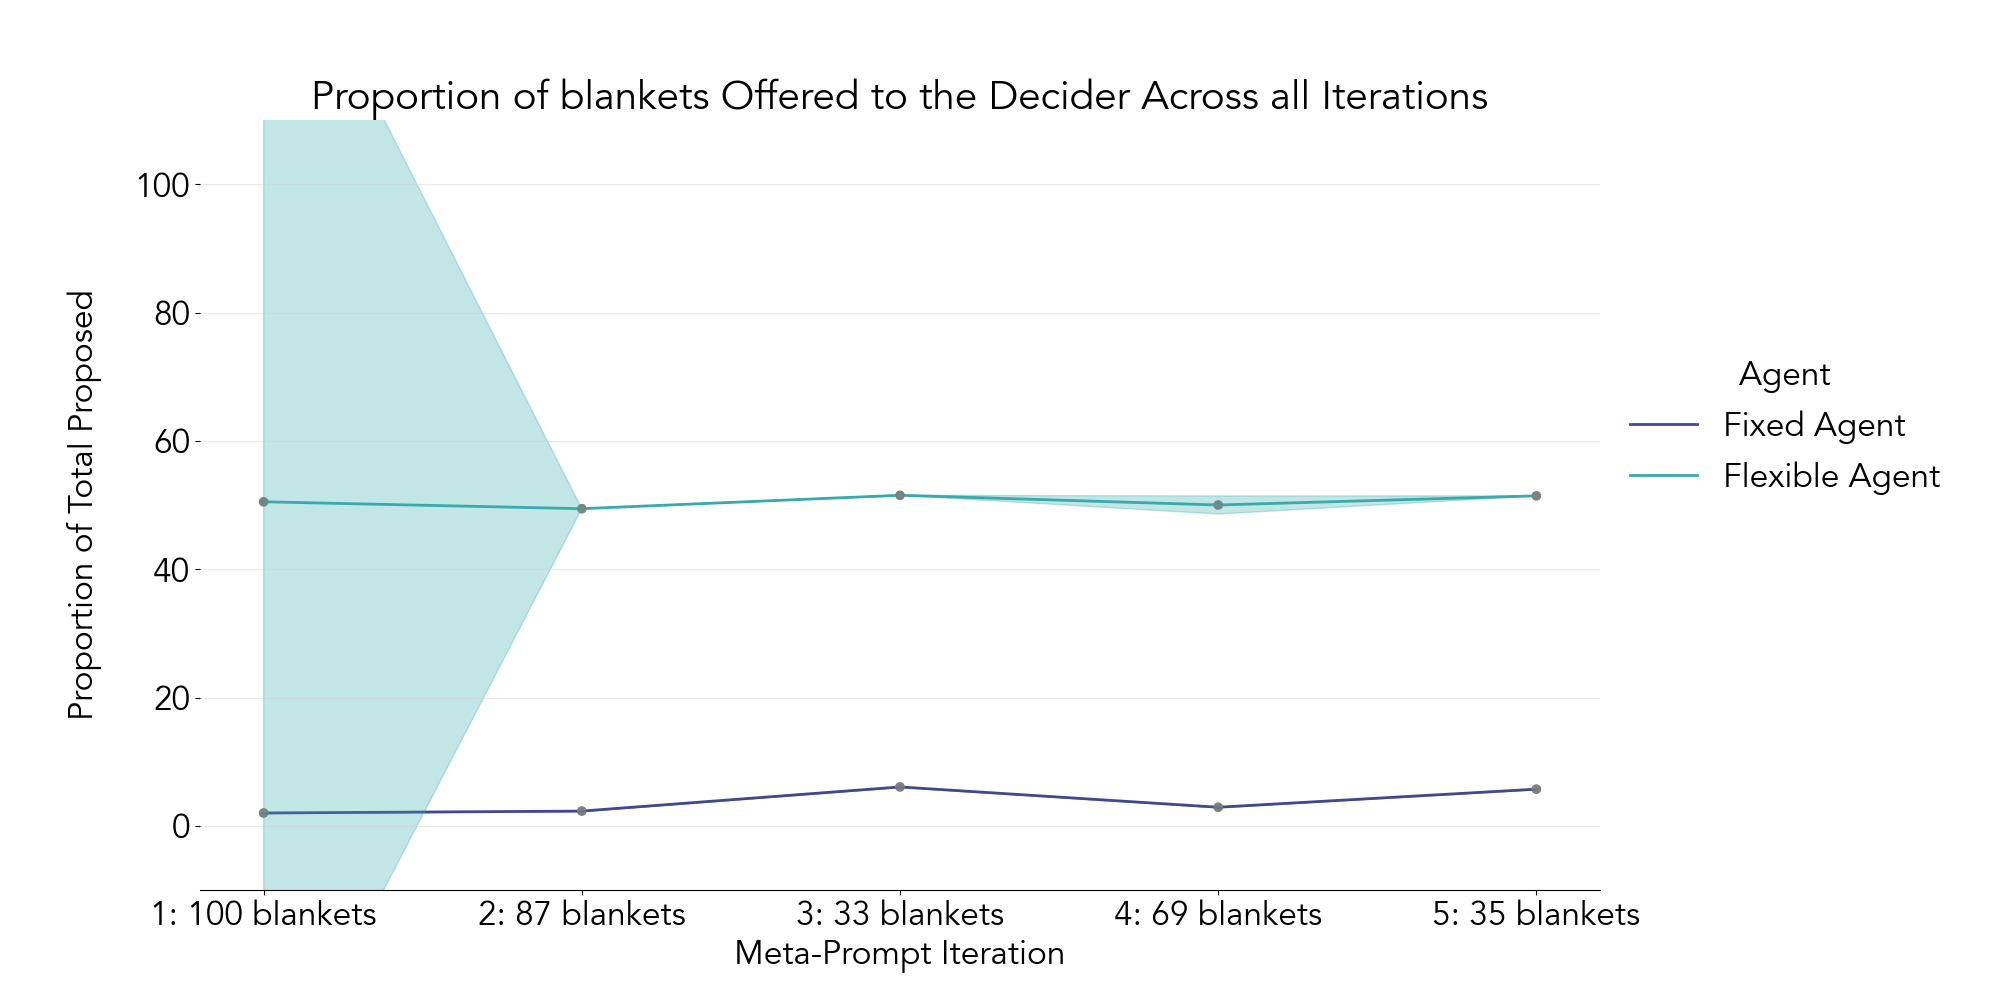 Proportion of blankets Offered to the Decider Across all Iterations
Proportion of Total Proposed
100
80
60
40
20
0
1: 100 blankets
2: 87 blankets
3: 33 blankets
4: 69 blankets
5: 35 blankets
Meta-Prompt Iteration
Agent
Fixed Agent
Flexible Agent